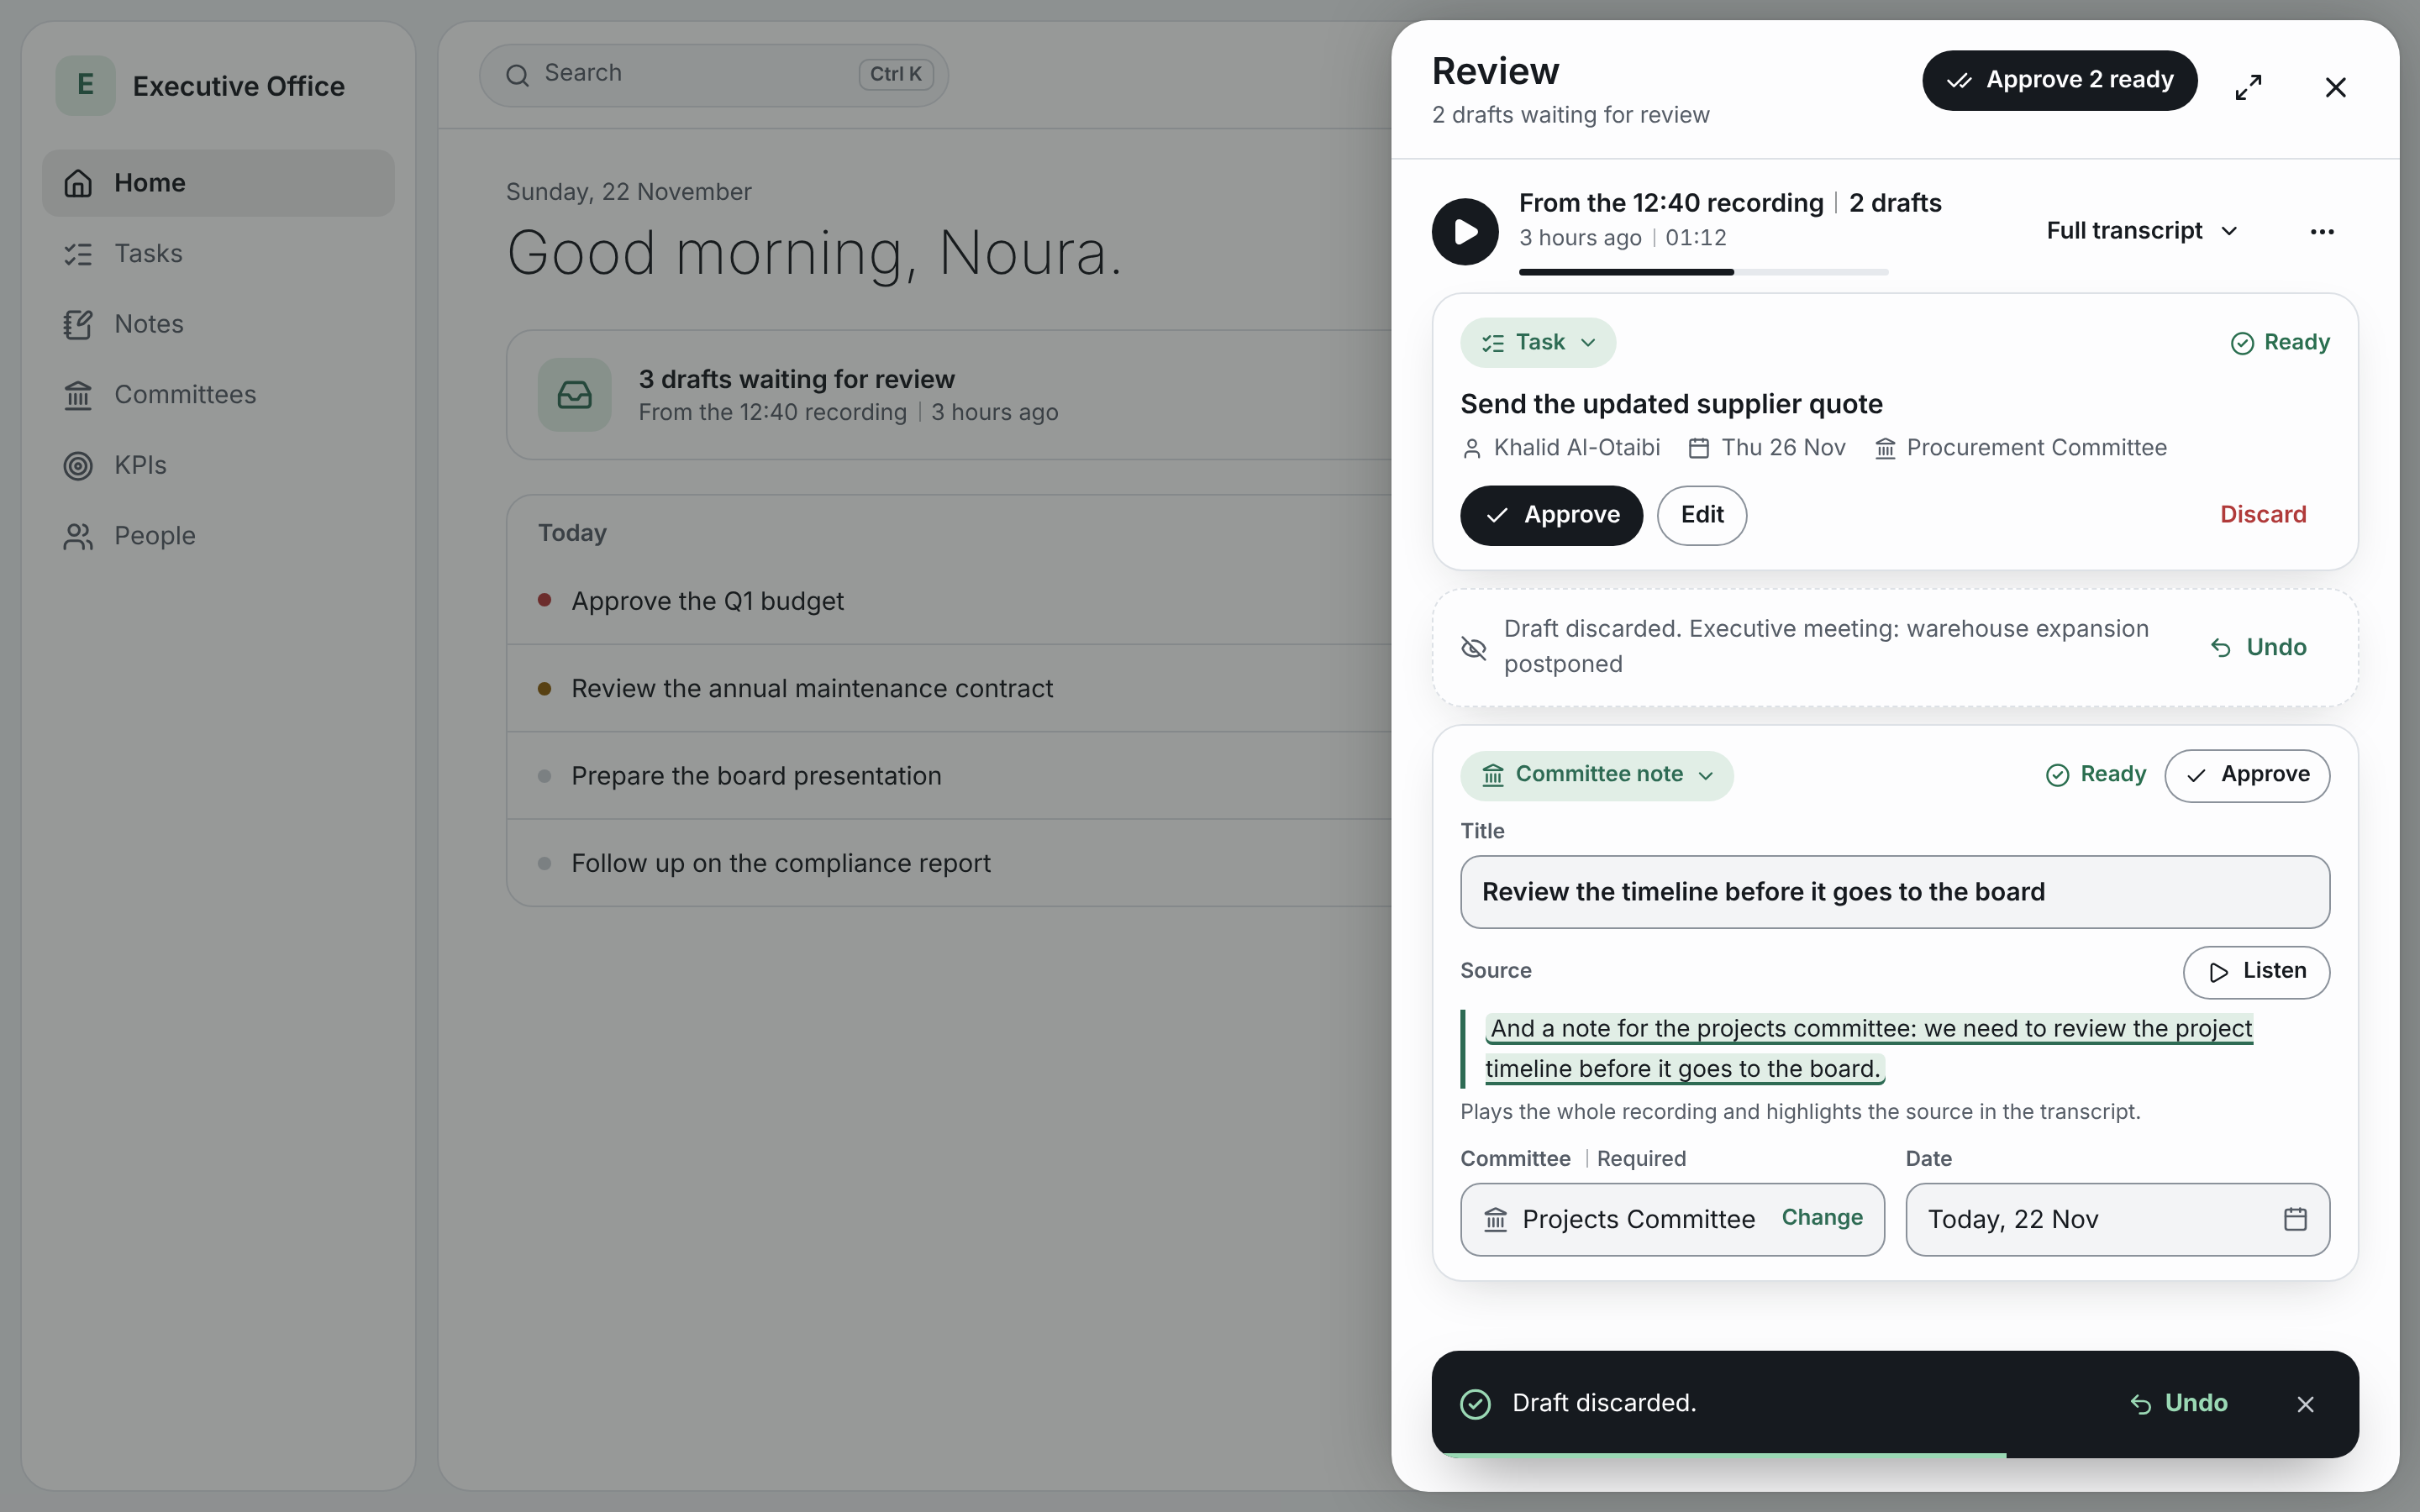 E Executive Office
Home
Tasks
Notes
Committees
KPIs
People
Search Ctrl K
Sunday, 22 November
Good morning, Noura.
3 drafts waiting for review
From the 12:40 recording | 3 hours ago
Today
Approve the Q1 budget
Review the annual maintenance contract
Prepare the board presentation
Follow up on the compliance report
Review
2 drafts waiting for review
Approve 2 ready
From the 12:40 recording | 2 drafts
3 hours ago | 01:12
Full transcript
Task
Ready
Send the updated supplier quote
Khalid Al-Otaibi Thu 26 Nov Procurement Committee
Approve Edit Discard
Draft discarded. Executive meeting: warehouse expansion
postponed
Undo
Committee note
Ready Approve
Title
Review the timeline before it goes to the board
Source Listen
And a note for the projects committee: we need to review the project
timeline before it goes to the board.
Plays the whole recording and highlights the source in the transcript.
Committee | Required
Projects Committee Change
Date
Today, 22 Nov
Draft discarded. Undo